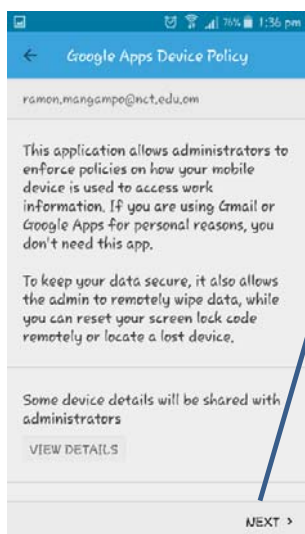 76% 1:36 pm
Google Apps Device Policy
ramon.mangampo@nct.edu.om
This application allows administrators to
enforce policies on how your mobile
device is used to access work
information. If you are using Gmail or
Google Apps for personal reasons, you
don't need this app.
To keep your data secure, it also allows
the admin to remotely wipe data, while
you can reset your screen lock code
remotely or locate a lost device.
Some device details will be shared with
administrators
VIEW DETAILS
NEXT >